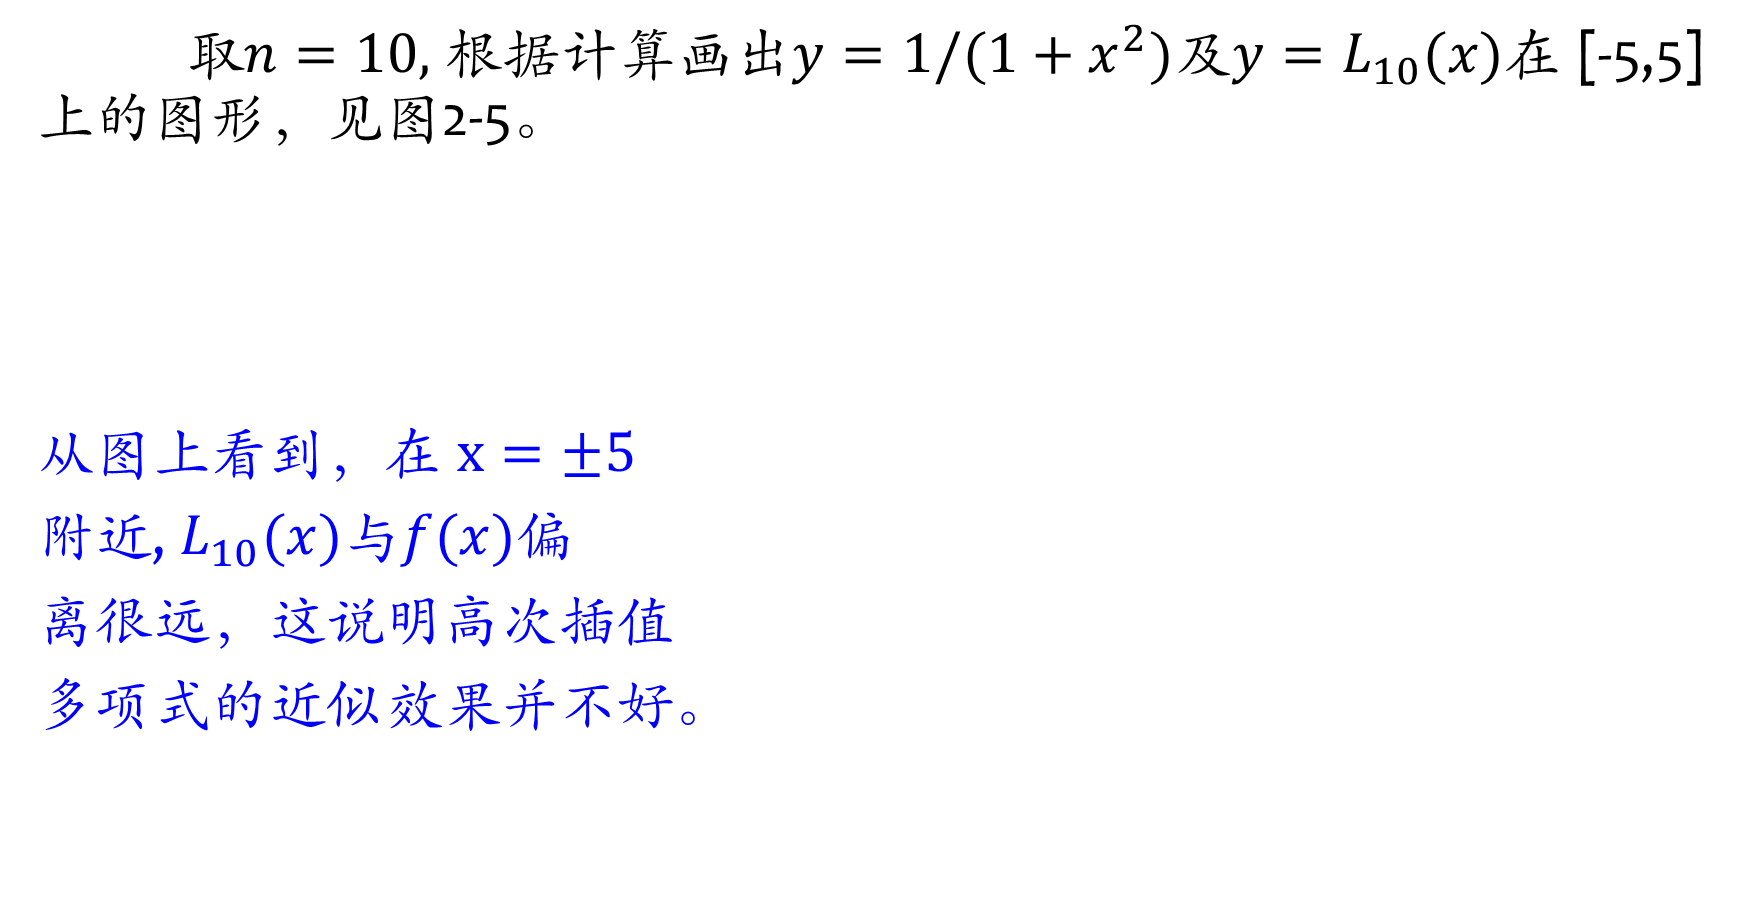 取n = 10, 根据计算画出y = 1/(1 + x²)及y = L₁₀(x)在 [-5,5]
上的图形，见图2-5。
从图上看到，在 x = ±5
附近, L₁₀(x)与f(x)偏
离很远，这说明高次插值
多项式的近似效果并不好。